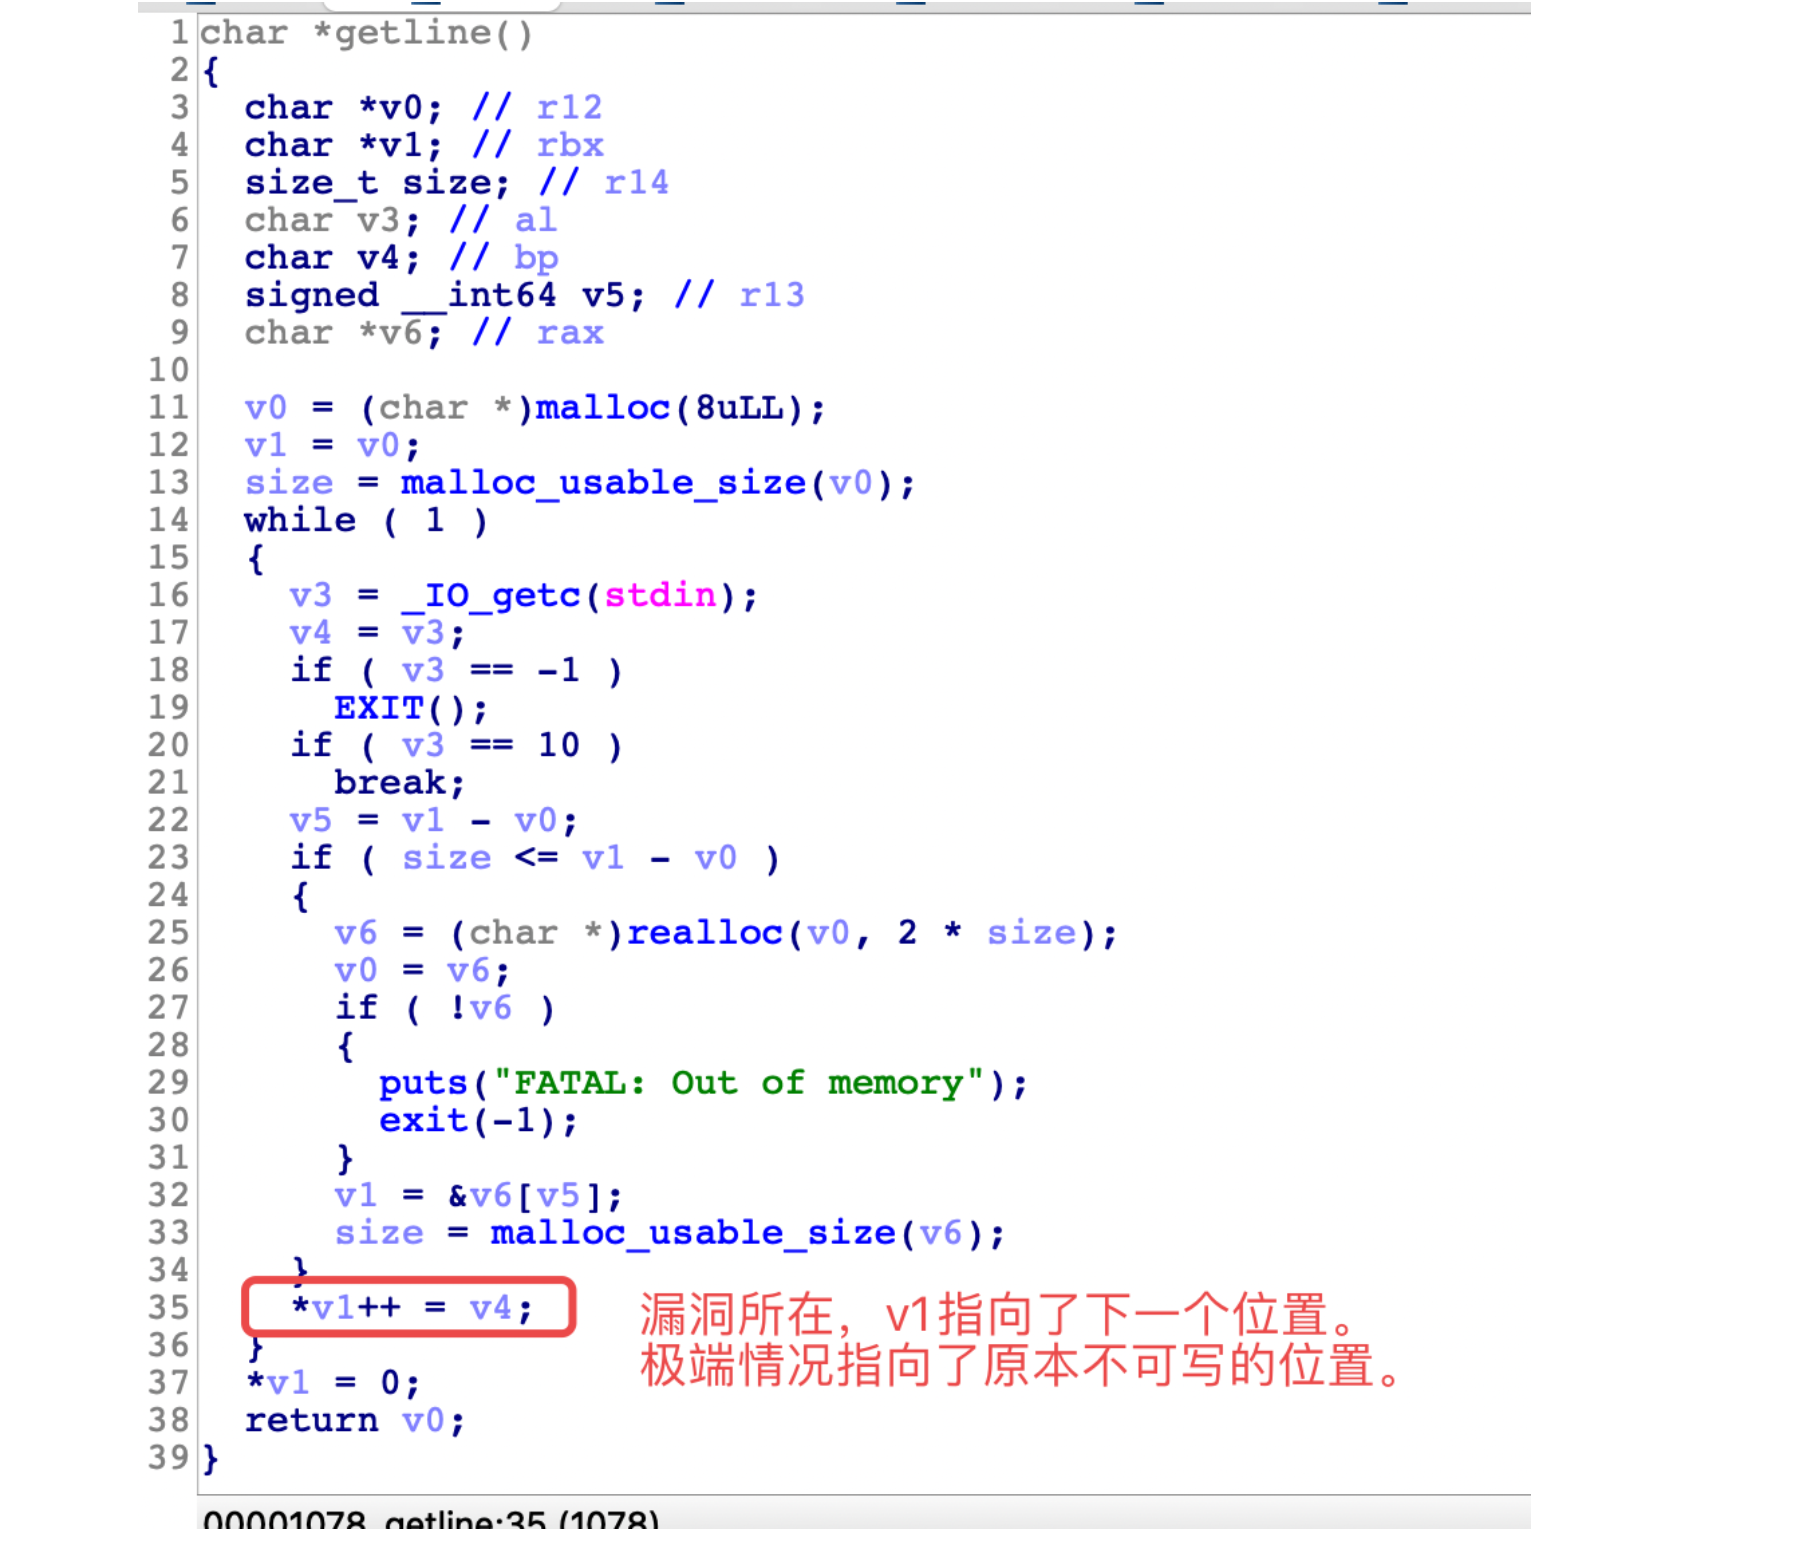 1 char *getline()
2 {
3 char *v0; // r12
4 char *v1; // rbx
5 size_t size; // r14
6 char v3; // al
7 char v4; // bp
8 signed __int64 v5; // r13
9 char *v6; // rax
10
11 v0 = (char *)malloc(8uLL);
12 v1 = v0;
13 size = malloc_usable_size(v0);
14 while ( 1 )
15 {
16 v3 = _IO_getc(stdin);
17 v4 = v3;
18 if ( v3 == -1 )
19 EXIT();
20 if ( v3 == 10 )
21 break;
22 v5 = v1 - v0;
23 if ( size <= v1 - v0 )
24 {
25 v6 = (char *)realloc(v0, 2 * size);
26 v0 = v6;
27 if ( !v6 )
28 {
29 puts("FATAL: Out of memory");
30 exit(-1);
31 }
32 v1 = &v6[v5];
33 size = malloc_usable_size(v6);
34 }
35 *v1++ = v4;
漏洞所在，v1指向了下一个位置。
极端情况指向了原本不可写的位置。
36 }
37 *v1 = 0;
38 return v0;
39 }
00001078 getline:35 (1078)